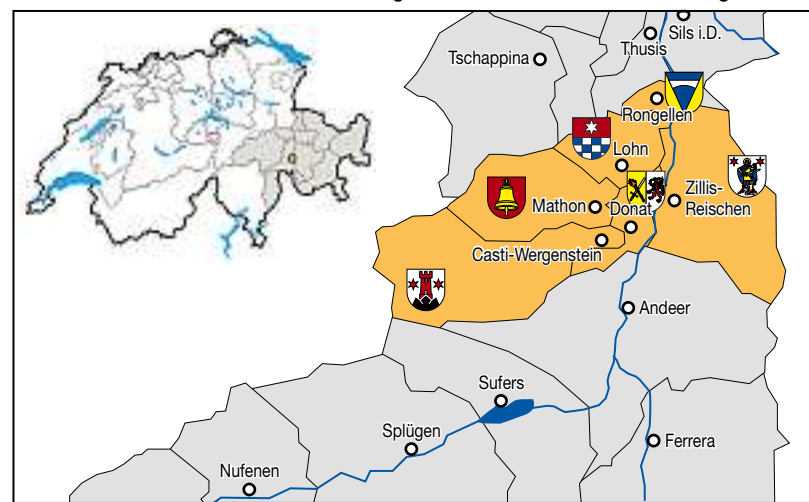 Sils i.D.
Thusis
Tschappina
Rongellen
Lohn
Zillis-
Reischen
Mathon
Donat
Casti-Wergenstein
Andeer
Sufers
Splügen
Ferrera
Nufenen